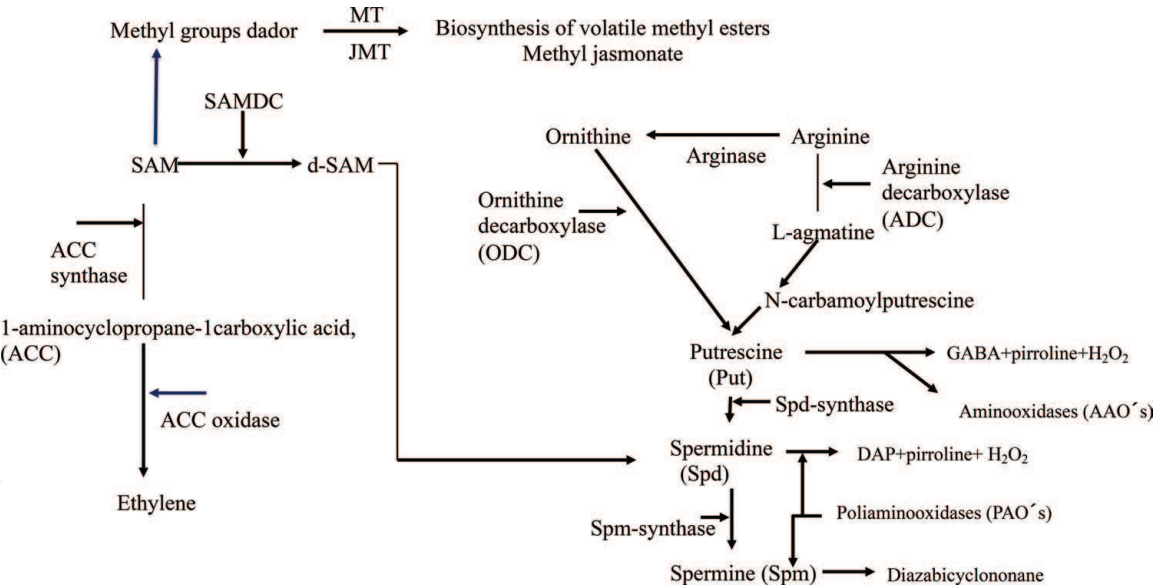 MT
Methyl groups dador
Biosynthesis of volatile methyl esters
JMT
Methyl jasmonate
SAMDC
Ornithine
Arginine
Arginase
SAM
d-SAM
Arginine
decarboxylase
(ADC)
Ornithine
decarboxylase
(ODC)
L-agmatine
ACC
synthase
N-carbamoylputrescine
1-aminocyclopropane-1carboxylic acid,
(ACC)
Putrescine
(Put)
GABA+pirroline+H₂O₂
Spd-synthase
Aminooxidases (AAO´s)
ACC oxidase
Spermidine
(Spd)
DAP+pirroline+ H₂O₂
Ethylene
Poliaminooxidases (PAO´s)
Spm-synthase
Spermine (Spm)
Diazabicyclononane